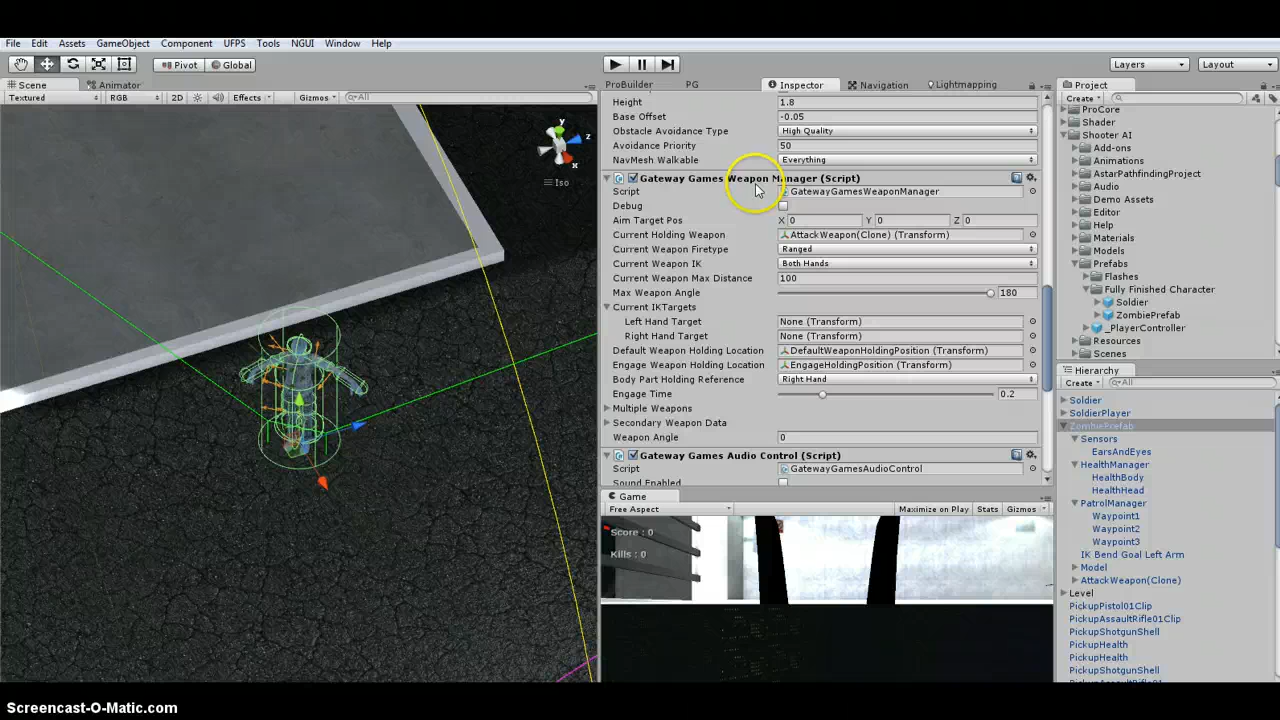 File Edit Assets GameObject Component UFPS Tools NGUI Window Help
Pivot Global Layers Layout
Scene Animator
Textured RGB 2D Effects Gizmos All
ProBuilder PG Inspector Navigation Lightmapping
Height 1.8
Base Offset -0.05
Obstacle Avoidance Type High Quality
Avoidance Priority 50
NavMesh Walkable Everything
Gateway Games Weapon Manager (Script)
Script GatewayGamesWeaponManager
Debug
Aim Target Pos X 0 Y 0 Z 0
Current Holding Weapon AttackWeapon(Clone) (Transform)
Current Weapon Firetype Ranged
Current Weapon IK Both Hands
Current Weapon Max Distance 100
Max Weapon Angle 180
Current IKTargets
Left Hand Target None (Transform)
Right Hand Target None (Transform)
Default Weapon Holding Location DefaultWeaponHoldingPosition (Transform)
Engage Weapon Holding Location EngageHoldingPosition (Transform)
Body Part Holding Reference Right Hand
Engage Time 0.2
Multiple Weapons
Secondary Weapon Data
Weapon Angle 0
Gateway Games Audio Control (Script)
Script GatewayGamesAudioControl
Sound Enabled
Game
Free Aspect Maximize on Play Stats Gizmos
Score : 0
Kills : 0
Project
Create
ProCore
Shader
Shooter AI
Add-ons
Animations
AstarPathfindingProject
Audio
Demo Assets
Editor
Help
Materials
Models
Prefabs
Flashes
Fully Finished Character
Soldier
ZombiePrefab
_PlayerController
Resources
Scenes
Hierarchy
Create All
Soldier
SoldierPlayer
ZombiePrefab
Sensors
EarsAndEyes
HealthManager
HealthBody
HealthHead
PatrolManager
Waypoint1
Waypoint2
Waypoint3
IK Bend Goal Left Arm
Model
AttackWeapon(Clone)
Level
PickupPistol01Clip
PickupAssaultRifle01Clip
PickupShotgunShell
PickupHealth
PickupHealth
PickupShotgunShell
y
z
x
Iso
Screencast-O-Matic.com